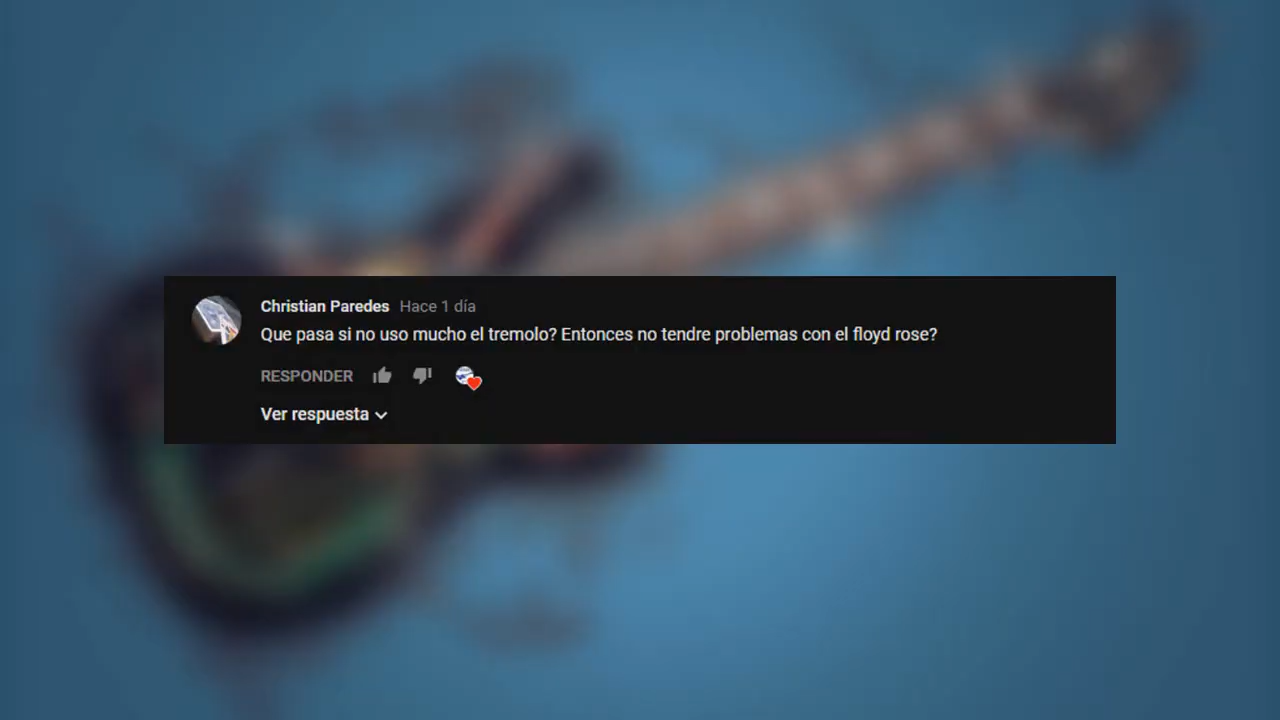 Christian Paredes Hace 1 día
Que pasa si no uso mucho el tremolo? Entonces no tendre problemas con el floyd rose?
RESPONDER
Ver respuesta